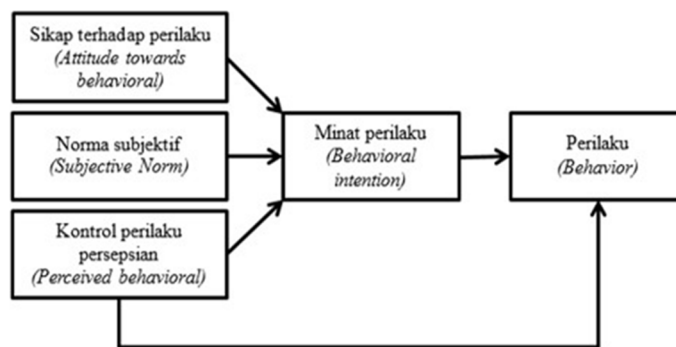 Sikap terhadap perilaku
(Attitude towards
behavioral)
Norma subjektif
(Subjective Norm)
Kontrol perilaku
persepsian
(Perceived behavioral)
Minat perilaku
(Behavioral
intention)
Perilaku
(Behavior)